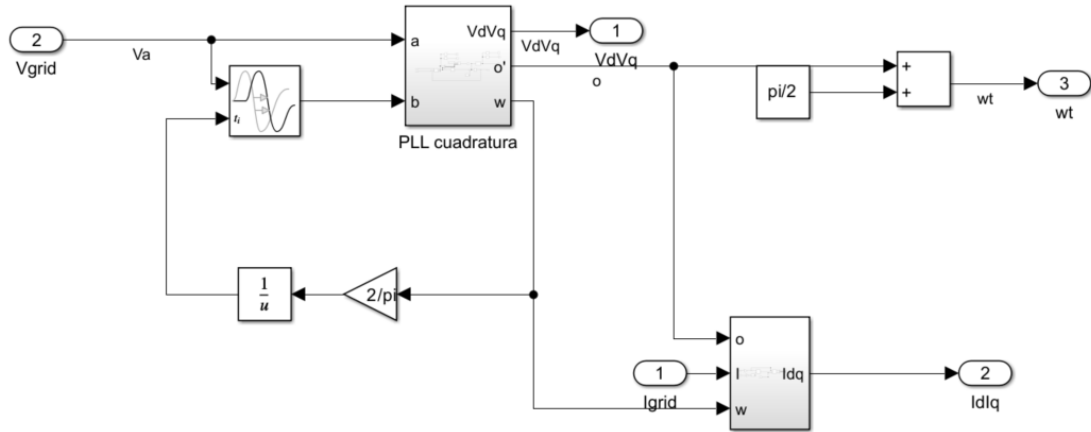 2
Vgrid
Va
t_i
a
b
VdVq
o'
w
PLL cuadratura
VdVq
1
VdVq
o
pi/2
+
+
wt
3
wt
1
u
2/pi
1
Igrid
o
I
w
Idq
2
IdIq